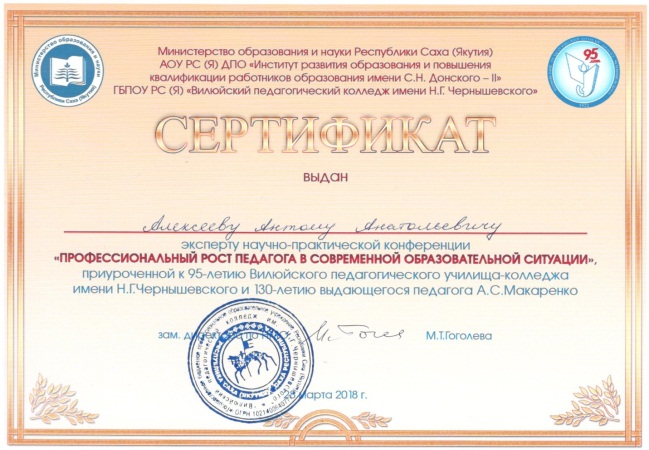 Министерство образования и науки Республики Саха (Якутия)
АОУ РС (Я) ДПО «Институт развития образования и повышения
квалификации работников образования имени С.Н. Донского – II»
ГБПОУ РС (Я) «Вилюйский педагогический колледж имени Н.Г. Чернышевского»
Министерство образования и науки
Республики Саха (Якутия)
95
СЕРТИФИКАТ
выдан
Алексееву Антону Анатольевичу
эксперту научно-практической конференции
«ПРОФЕССИОНАЛЬНЫЙ РОСТ ПЕДАГОГА В СОВРЕМЕННОЙ ОБРАЗОВАТЕЛЬНОЙ СИТУАЦИИ»,
приуроченной к 95-летию Вилюйского педагогического училища-колледжа
имени Н.Г.Чернышевского и 130-летию выдающегося педагога А.С.Макаренко
зам. М.Т.Гоголева
марта 2018 г.